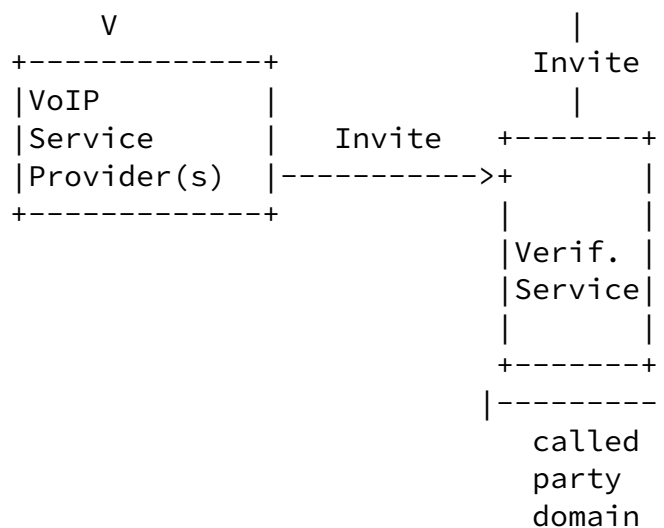 V |
+-------------+ Invite
|VoIP | |
|Service | Invite +-------+
|Provider(s) |----------->+ |
+-------------+ | |
|Verif. |
|Service|
| |
+-------+
|---------
called
party
domain